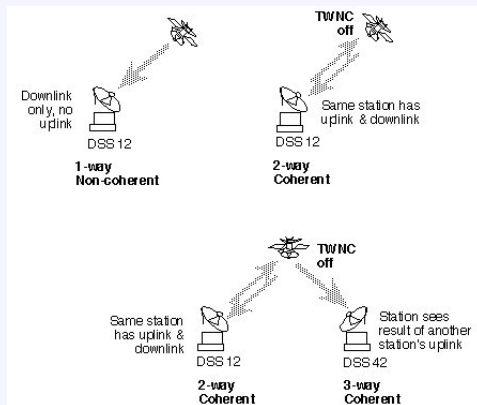 Downlink
only, no
uplink
DSS 12
1-way
Non-coherent
TWNC
off
Same station has
uplink & downlink
DSS 12
2-way
Coherent
TWNC
off
Same station
has uplink &
downlink
DSS 12
2-way
Coherent
Station sees
result of another
station's uplink
DSS 42
3-way
Coherent